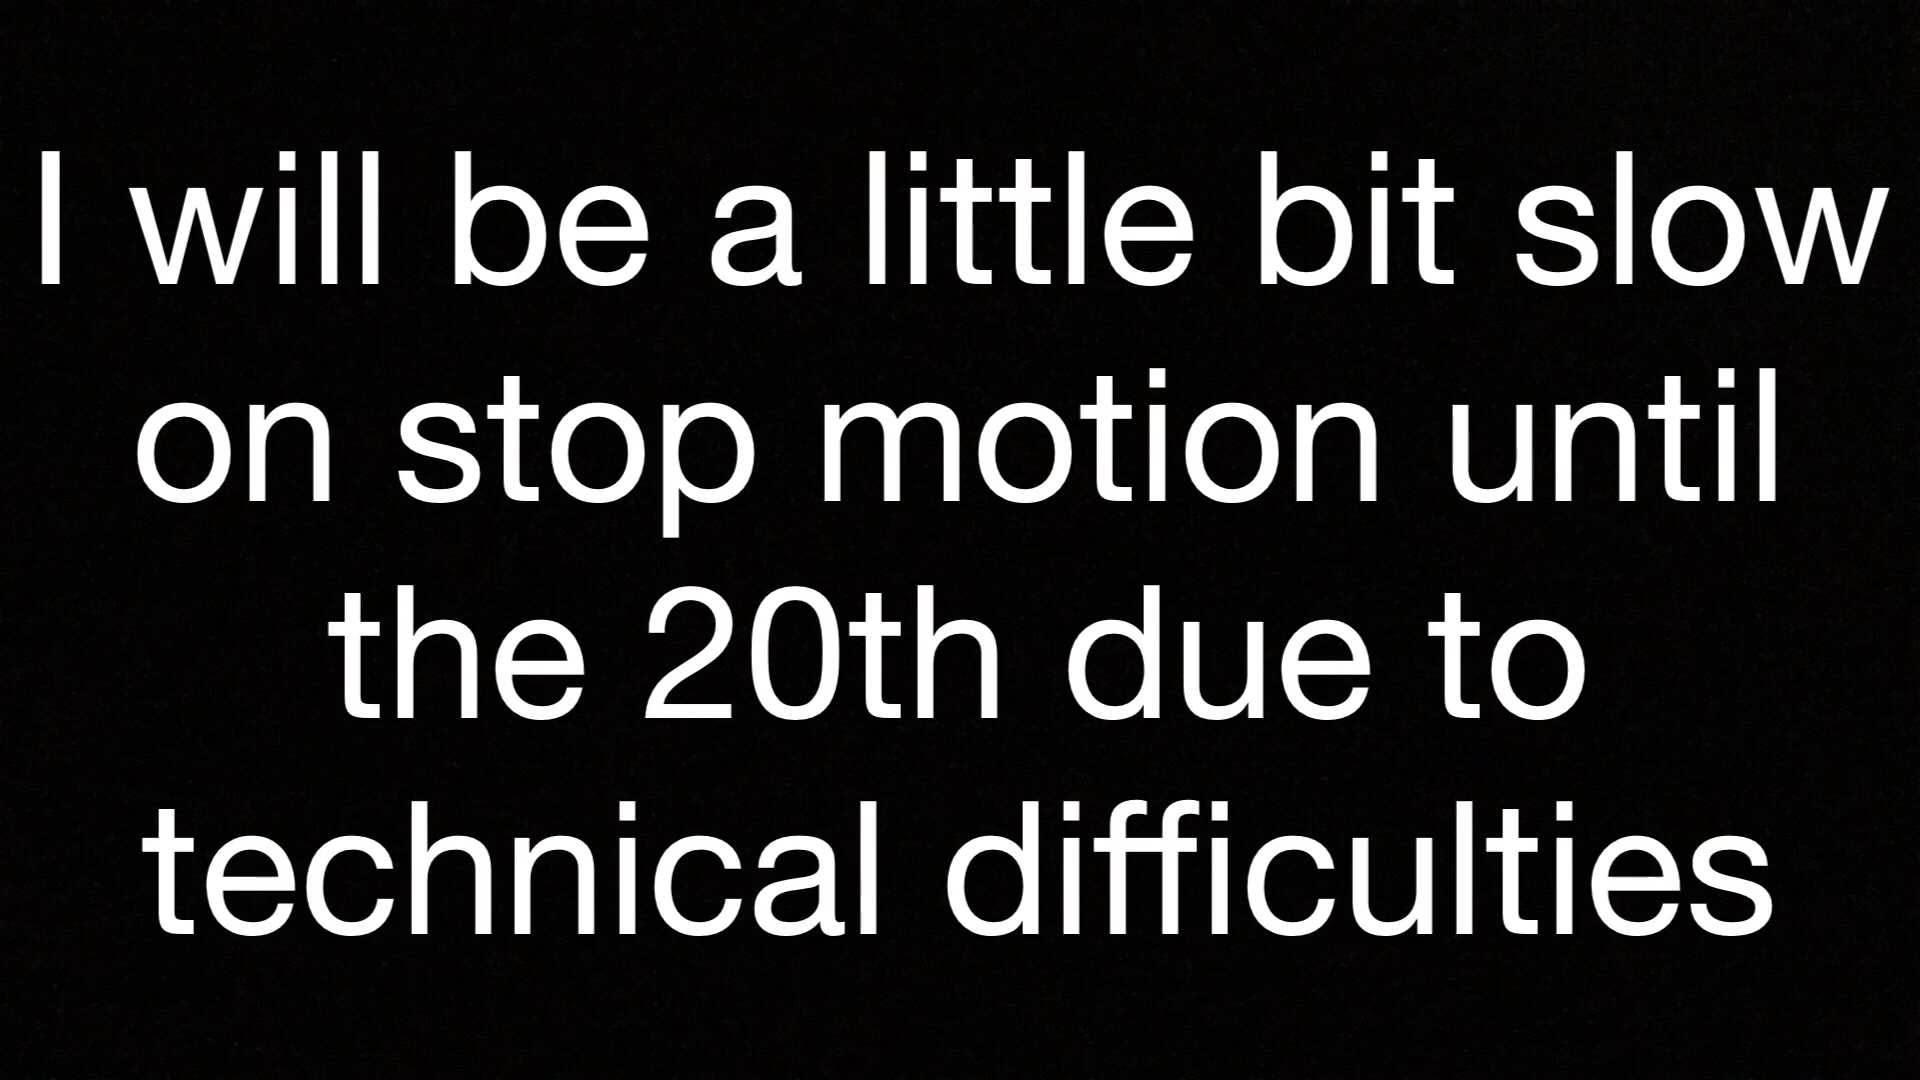 I will be a little bit slow
on stop motion until
the 20th due to
technical difficulties